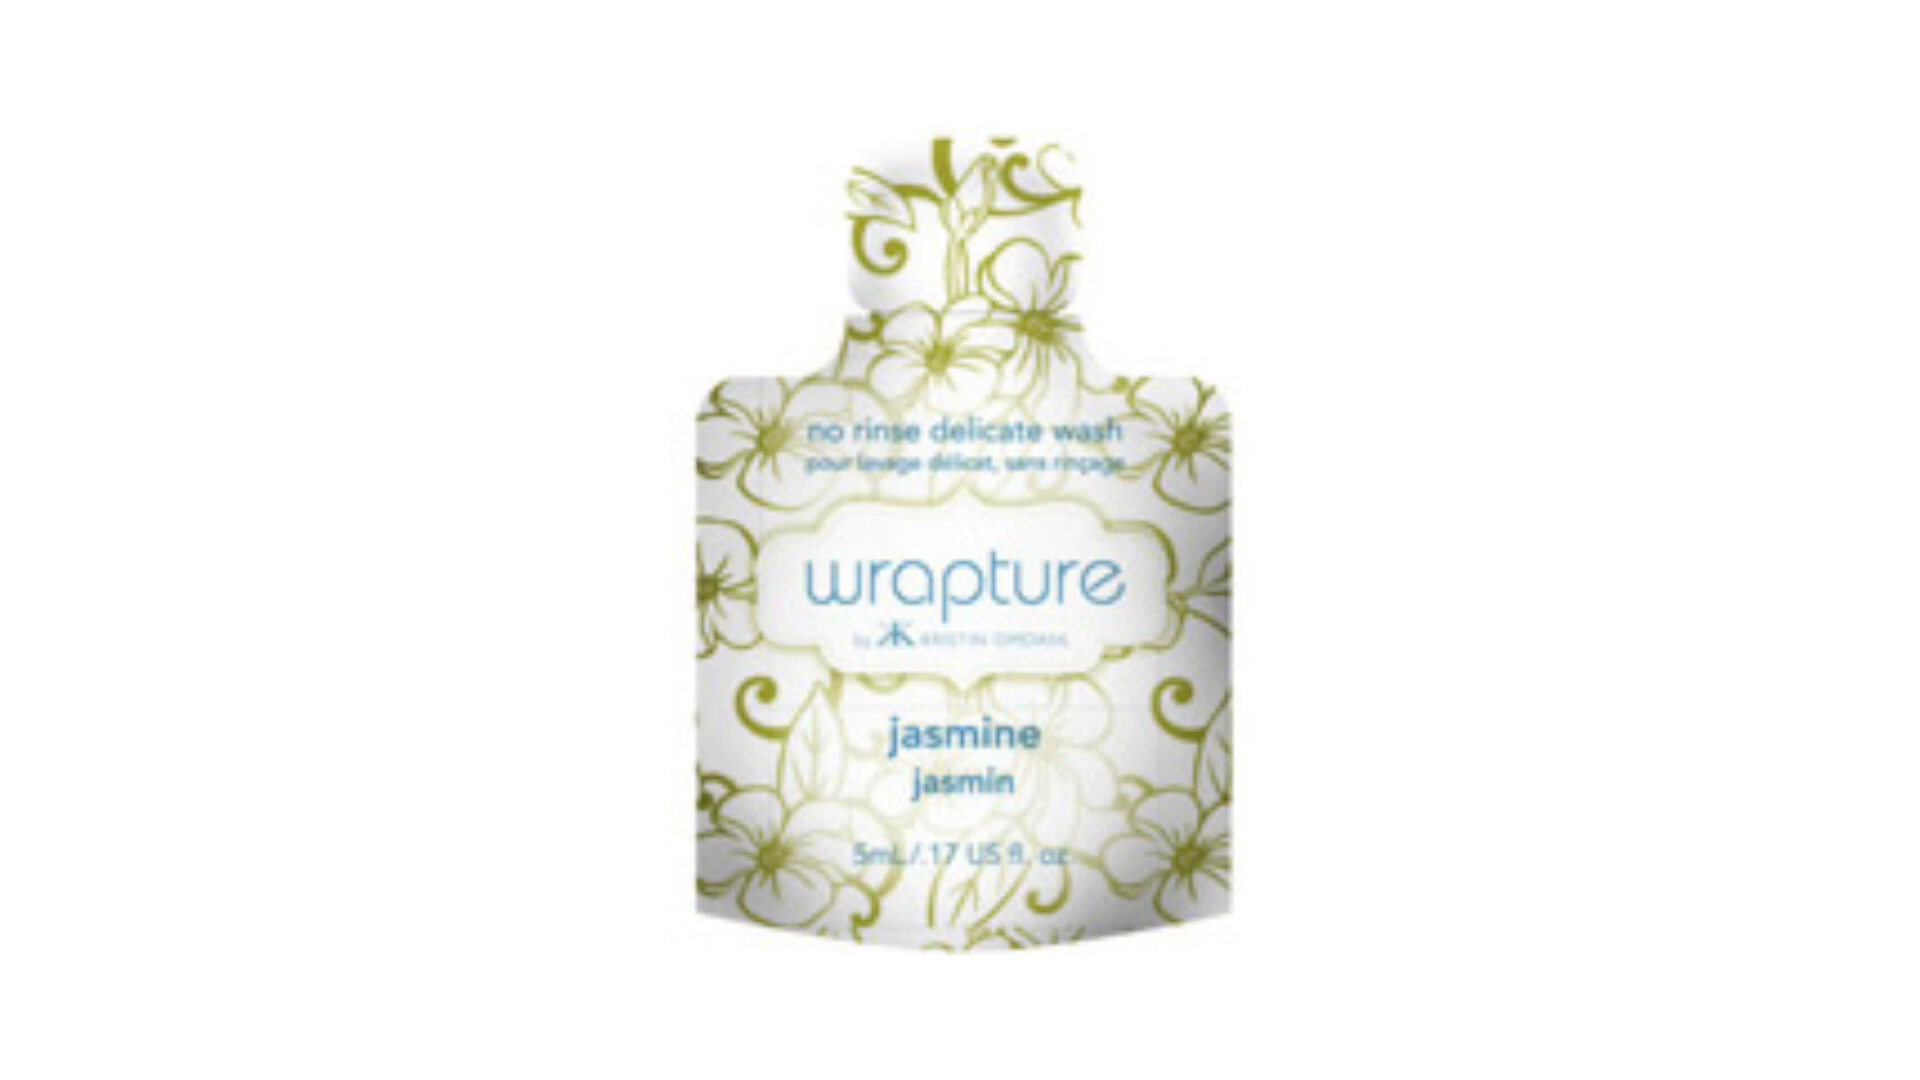 no rinse delicate wash
pour lavage délicat, sans rinçage
wrapture
by KRISTIN OMDAHL
jasmine
jasmin
5mL/.17 US fl. oz